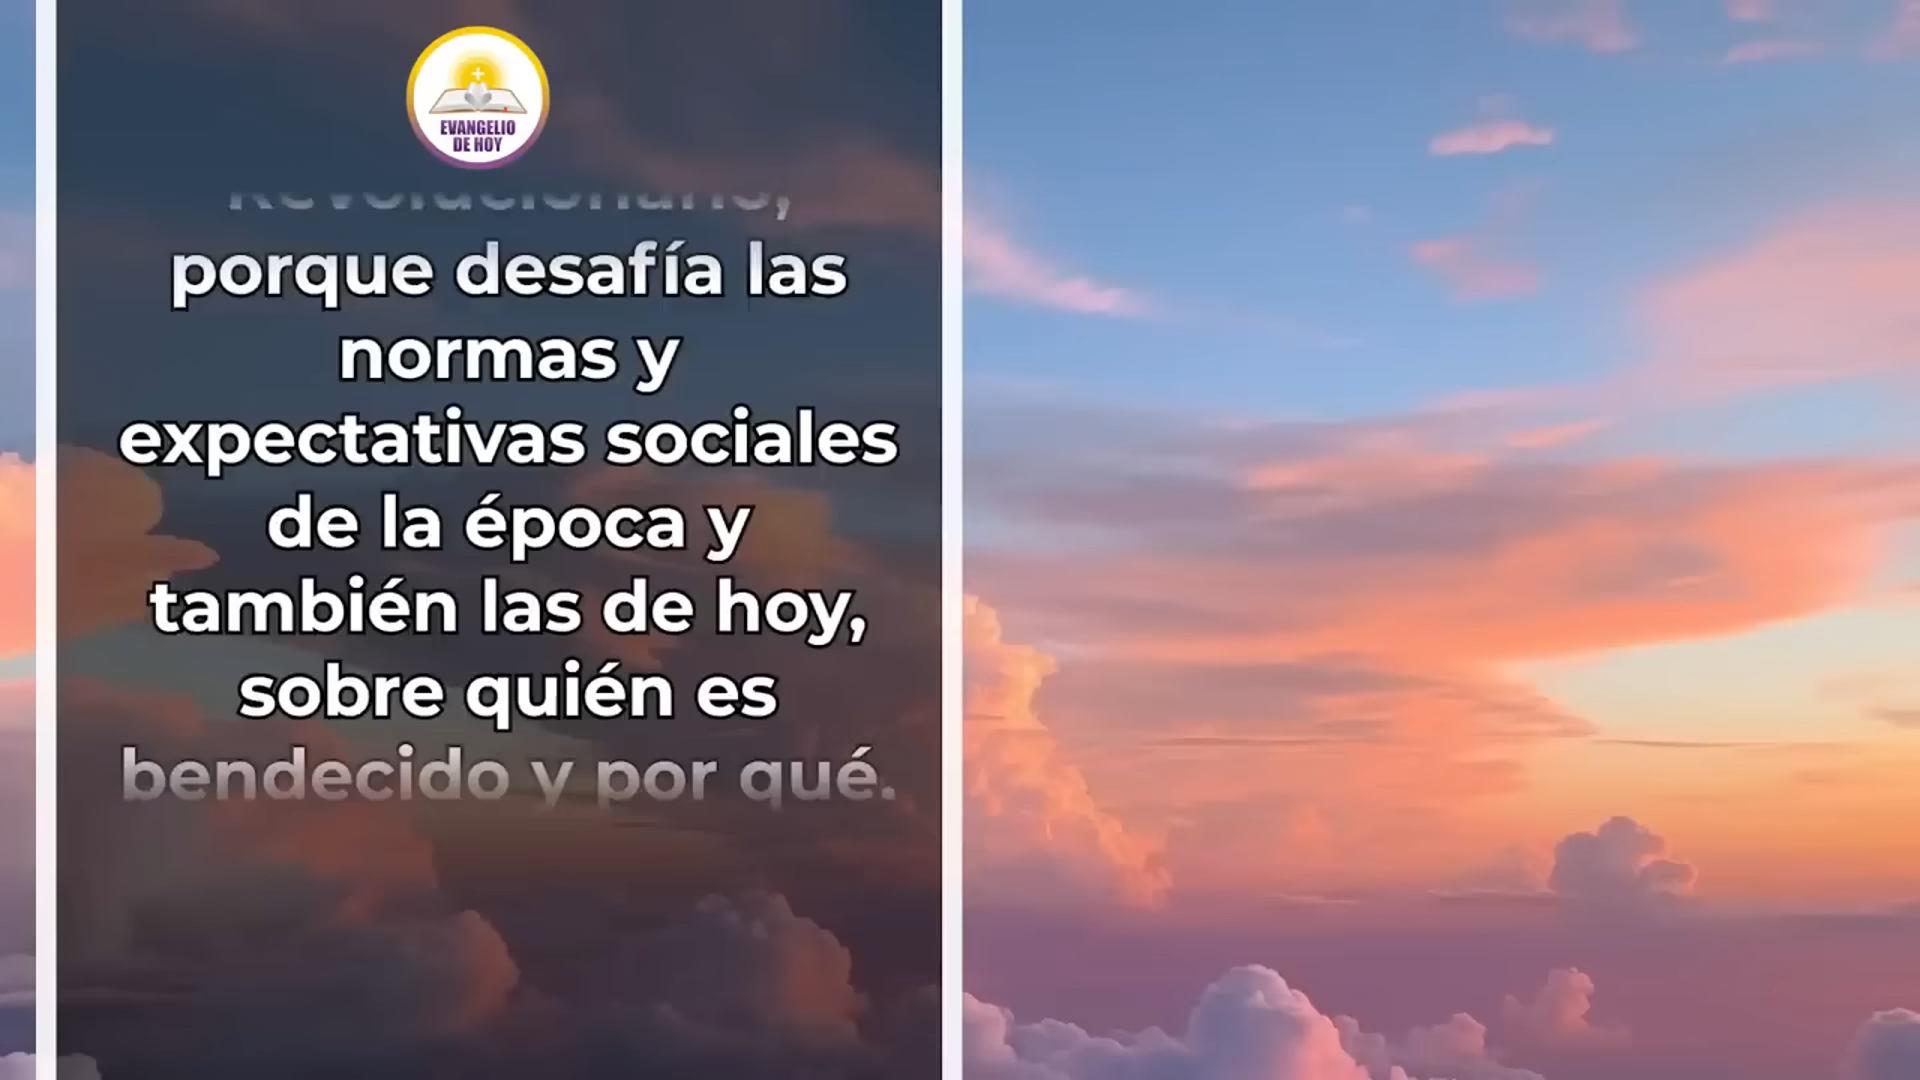 EVANGELIO
DE HOY
Revolucionario,
porque desafía las
normas y
expectativas sociales
de la época y
también las de hoy,
sobre quién es
bendecido y por qué.